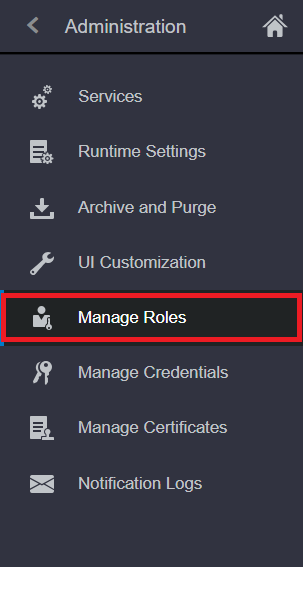 Administration
Services
Runtime Settings
Archive and Purge
UI Customization
Manage Roles
Manage Credentials
Manage Certificates
Notification Logs